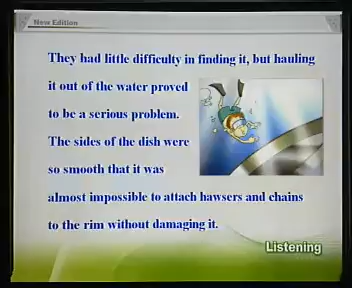 New Edition
They had little difficulty in finding it, but hauling
it out of the water proved
to be a serious problem.
The sides of the dish were
so smooth that it was
almost impossible to attach hawsers and chains
to the rim without damaging it.
Listening